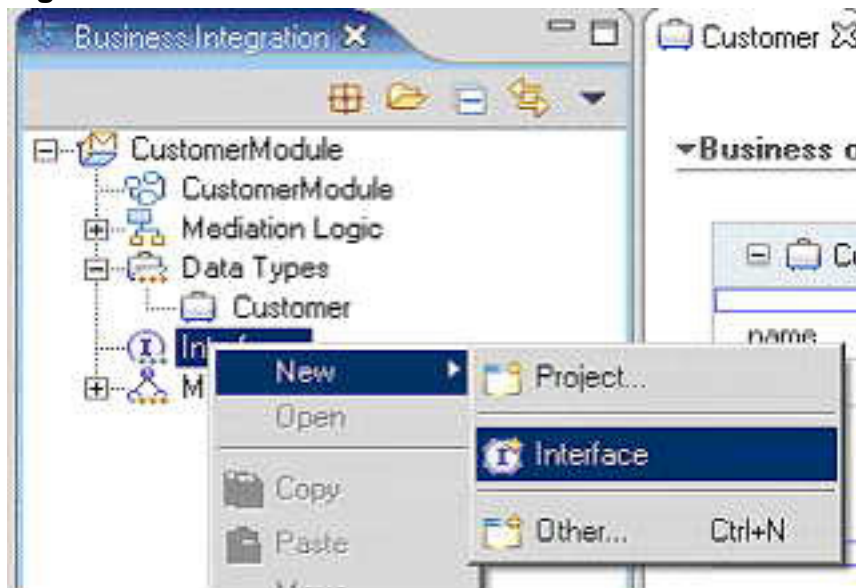 Business Integration
Customer
CustomerModule
Business
CustomerModule
Mediation Logic
Data Types
Customer
name
New
Project...
Open
Interface
Copy
Paste
Other... Ctrl+N